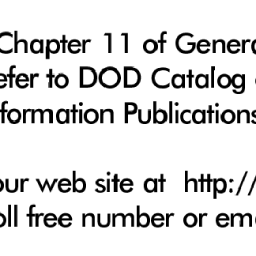 Chapter 11 of Genera
efer to DOD Catalog
formation Publications
our web site at http:/
oll free number or ema